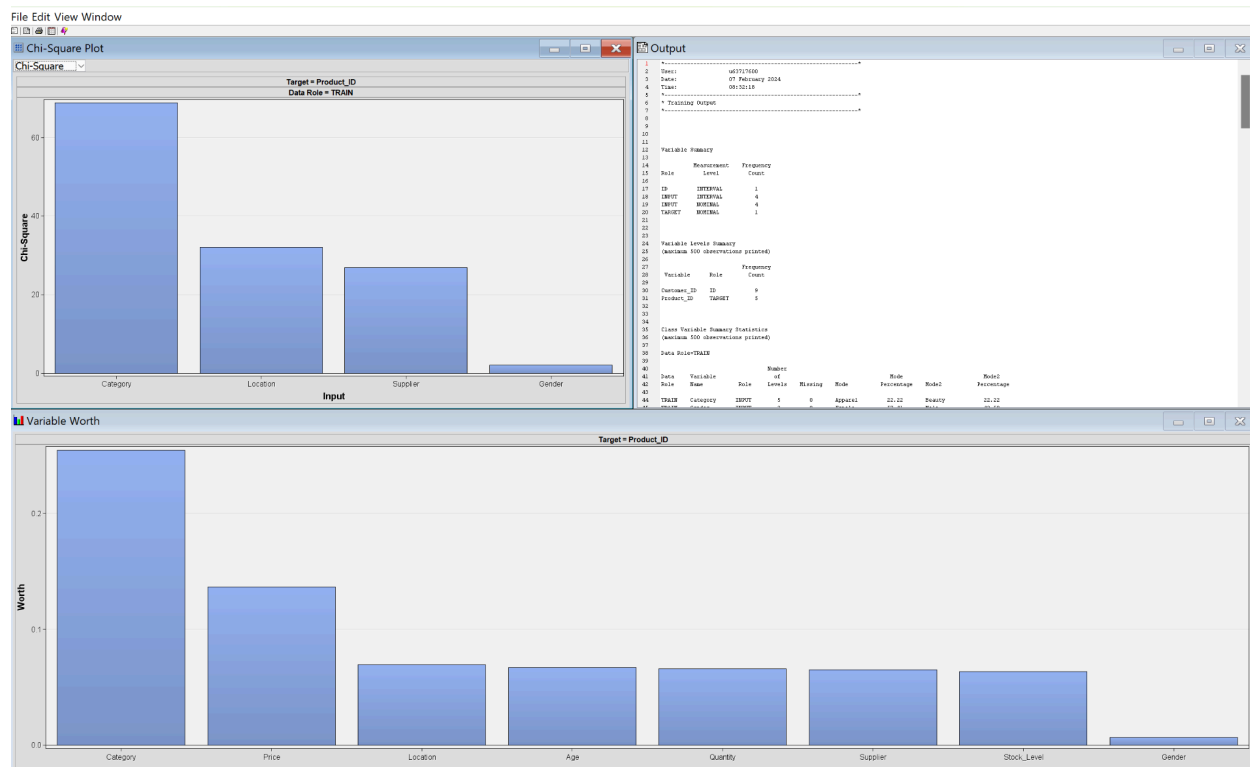 File Edit View Window
Chi-Square Plot
Chi-Square
Target = Product_ID
Data Role = TRAIN
60
40
20
0
Chi-Square
Category Location Supplier Gender
Input
Output
1 *------------------------------------------------------------*
2 User: u63717600
3 Date: 07 February 2024
4 Time: 08:32:18
5 *------------------------------------------------------------*
6 * Training Output
7 *------------------------------------------------------------*
8
9
10
11
12 Variable Summary
13
14 Measurement Frequency
15 Role Level Count
16
17 ID INTERVAL 1
18 INPUT INTERVAL 4
19 INPUT NOMINAL 4
20 TARGET NOMINAL 1
21
22
23
24 Variable Levels Summary
25 (maximum 500 observations printed)
26
27 Frequency
28 Variable Role Count
29
30 Customer_ID ID 9
31 Product_ID TARGET 5
32
33
34
35 Class Variable Summary Statistics
36 (maximum 500 observations printed)
37
38 Data Role=TRAIN
39
40 Number
41 Data Variable of Mode Mode2
42 Role Name Role Levels Missing Mode Percentage Mode2 Percentage
43
44 TRAIN Category INPUT 5 0 Apparel 22.22 Beauty 22.22
Variable Worth
Target = Product_ID
0.2
0.1
0.0
Worth
Category Price Location Age Quantity Supplier Stock_Level Gender